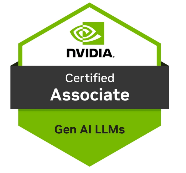 NVIDIA.
Certified
Associate
Gen AI LLMs